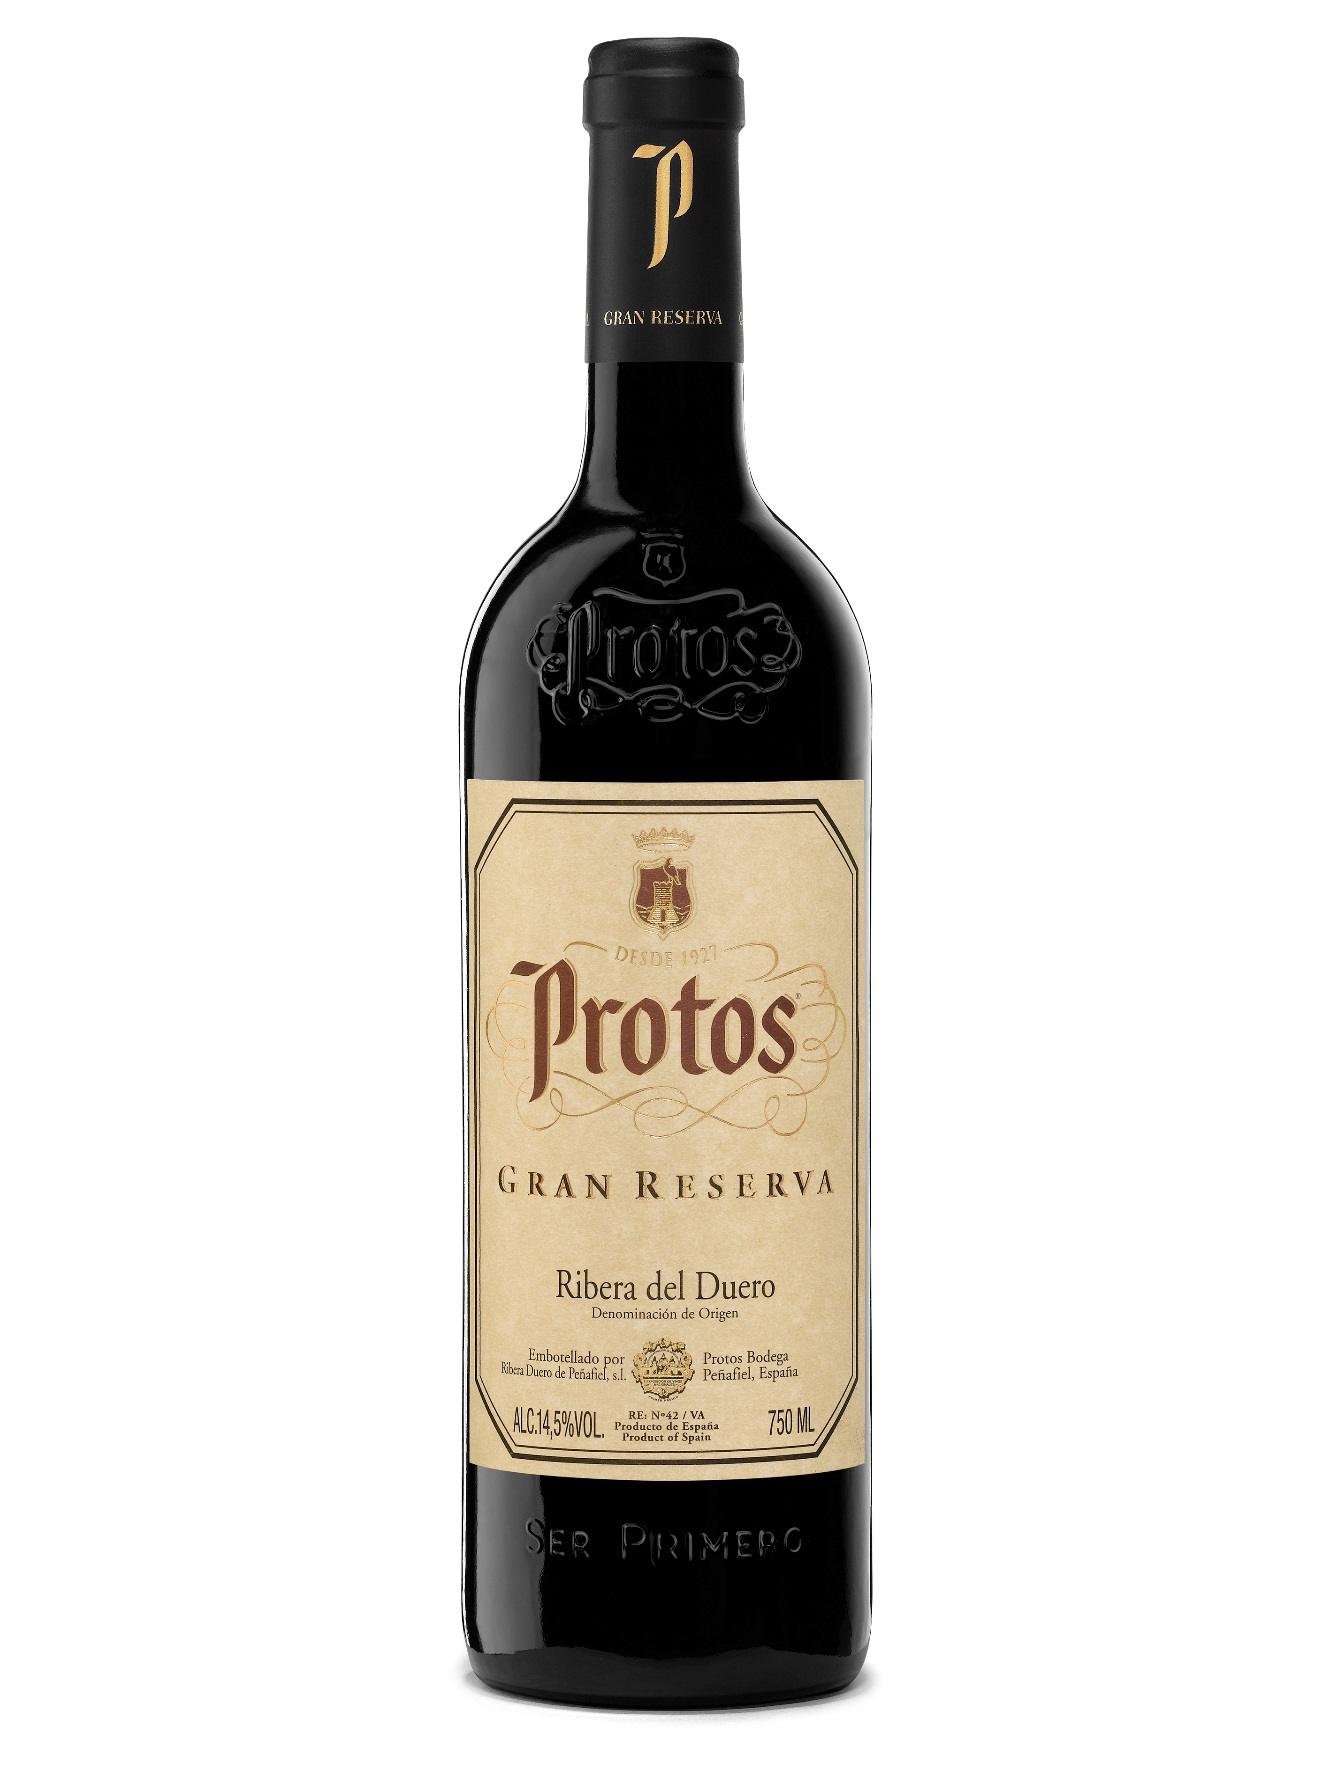 P
GRAN RESERVA
Protos
DESDE 1927
Protos®
GRAN RESERVA
Ribera del Duero
Denominación de Origen
Embotellado por
Ribera Duero de Peñafiel, s.l.
Protos Bodega
Peñafiel, España
ALC.14,5%VOL.
RE: Nº42 / VA
Producto de España
Product of Spain
750 ML
SER PRIMERO